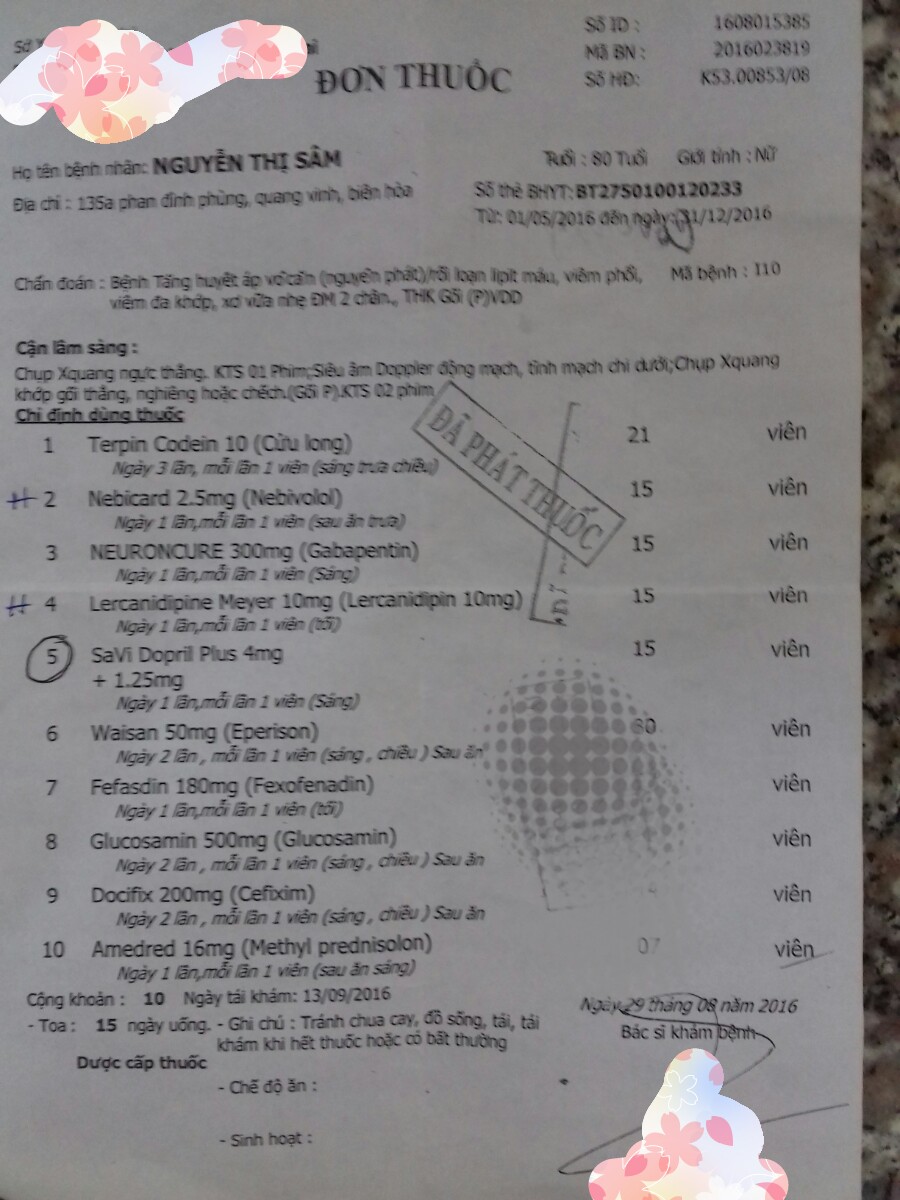 Số ID : 1608015385
Mã BN : 2016023819
Số HĐ: K53.00853/08
ĐƠN THUỐC
Họ tên bệnh nhân: NGUYỄN THỊ SÂM Tuổi : 80 Tuổi Giới tính : Nữ
Địa chỉ : 135a phan đình phùng, quang vinh, biên hòa Số thẻ BHYT: BT2750100120233
Từ: 01/05/2016 đến ngày: 31/12/2016
Chẩn đoán : Bệnh Tăng huyết áp vô căn (nguyên phát)/rối loạn lipit máu, viêm phổi, Mã bệnh : I10
viêm đa khớp, xơ vữa nhẹ ĐM 2 chân., THK Gối (P)VDD
Cận lâm sàng :
Chụp Xquang ngực thẳng. KTS 01 Phim;Siêu âm Doppler động mạch, tĩnh mạch chi dưới;Chụp Xquang
khớp gối thẳng, nghiêng hoặc chếch.(Gối P).KTS 02 phim
Chỉ định dùng thuốc
ĐÃ PHÁT THUỐC
1 Terpin Codein 10 (Cửu long) 21 viên
Ngày 3 lần, mỗi lần 1 viên (sáng trưa chiều)
2 Nebicard 2.5mg (Nebivolol) 15 viên
Ngày 1 lần,mỗi lần 1 viên (sau ăn trưa)
3 NEURONCURE 300mg (Gabapentin) 15 viên
Ngày 1 lần,mỗi lần 1 viên (Sáng)
4 Lercanidipine Meyer 10mg (Lercanidipin 10mg) 15 viên
Ngày 1 lần,mỗi lần 1 viên (tối)
5 SaVi Dopril Plus 4mg 15 viên
+ 1.25mg
Ngày 1 lần,mỗi lần 1 viên (Sáng)
6 Waisan 50mg (Eperison) 30 viên
Ngày 2 lần , mỗi lần 1 viên (sáng , chiều ) Sau ăn
7 Fefasdin 180mg (Fexofenadin) viên
Ngày 1 lần,mỗi lần 1 viên (tối)
8 Glucosamin 500mg (Glucosamin) viên
Ngày 2 lần , mỗi lần 1 viên (sáng , chiều ) Sau ăn
9 Docifix 200mg (Cefixim) viên
Ngày 2 lần , mỗi lần 1 viên (sáng , chiều ) Sau ăn
10 Amedred 16mg (Methyl prednisolon) 07 viên
Ngày 1 lần,mỗi lần 1 viên (sau ăn sáng)
Cộng khoản : 10 Ngày tái khám: 13/09/2016 Ngày 29 tháng 08 năm 2016
- Toa : 15 ngày uống. - Ghi chú : Tránh chua cay, đồ sống, tái, tái Bác sĩ khám bệnh
khám khi hết thuốc hoặc có bất thường
Dược cấp thuốc
- Chế độ ăn :
- Sinh hoạt :